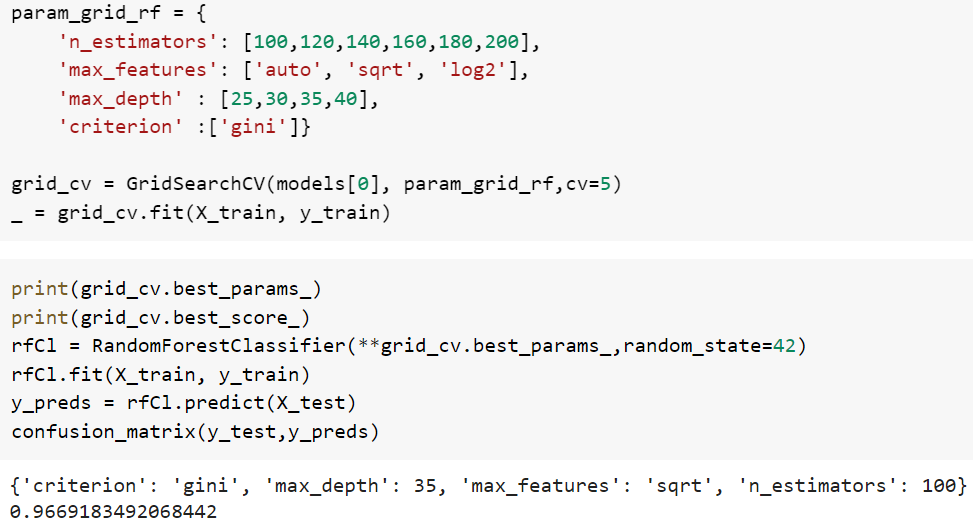 param_grid_rf = {
    'n_estimators': [100,120,140,160,180,200],
    'max_features': ['auto', 'sqrt', 'log2'],
    'max_depth' : [25,30,35,40],
    'criterion' :['gini']}
grid_cv = GridSearchCV(models[0], param_grid_rf,cv=5)
_ = grid_cv.fit(X_train, y_train)
print(grid_cv.best_params_)
print(grid_cv.best_score_)
rfCl = RandomForestClassifier(**grid_cv.best_params_,random_state=42)
rfCl.fit(X_train, y_train)
y_preds = rfCl.predict(X_test)
confusion_matrix(y_test,y_preds)
{'criterion': 'gini', 'max_depth': 35, 'max_features': 'sqrt', 'n_estimators': 100}
0.9669183492068442